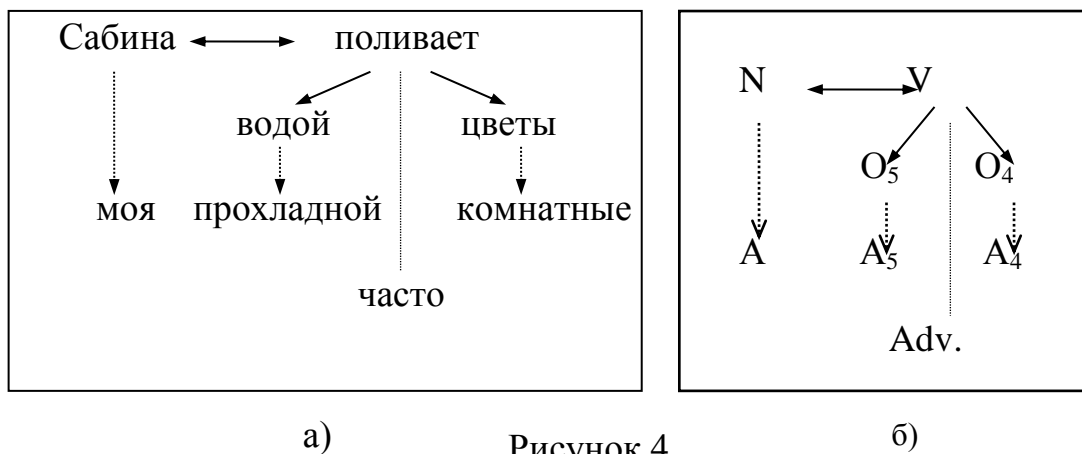 Сабина поливает
водой цветы
моя прохладной комнатные
часто
N V
O5 O4
A A5 A4
Adv.
а) Рисунок 4 б)